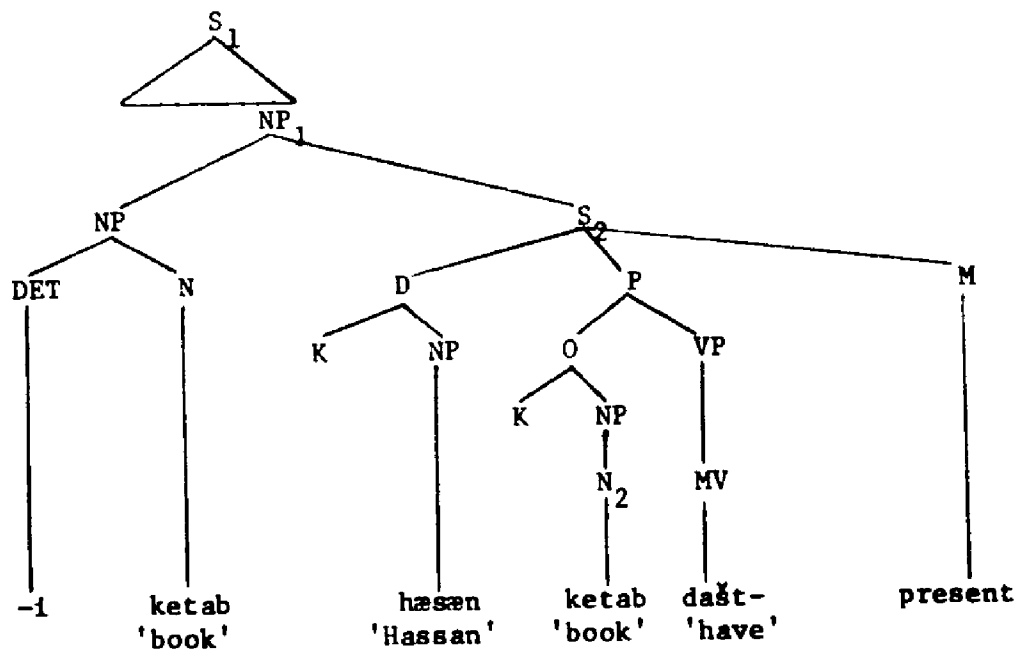 S1
NP1
NP S2
DET N D P M
K NP O VP
K NP
N2 MV
-i ketab hæsæn ketab dašt- present
'book' 'Hassan' 'book' 'have'